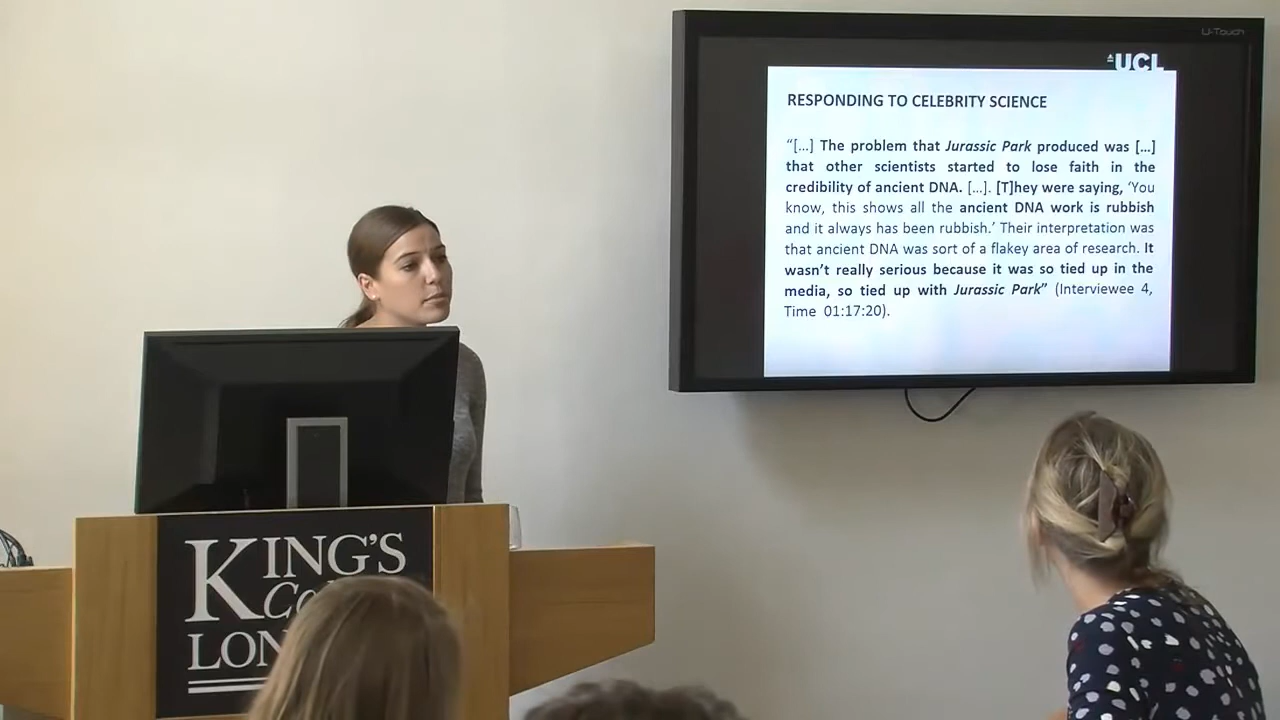 U-Touch
UCL
RESPONDING TO CELEBRITY SCIENCE
“[...] The problem that Jurassic Park produced was [...]
that other scientists started to lose faith in the
credibility of ancient DNA. [...]. [T]hey were saying, ‘You
know, this shows all the ancient DNA work is rubbish
and it always has been rubbish.’ Their interpretation was
that ancient DNA was sort of a flakey area of research. It
wasn’t really serious because it was so tied up in the
media, so tied up with Jurassic Park” (Interviewee 4,
Time 01:17:20).
KING'S
LON